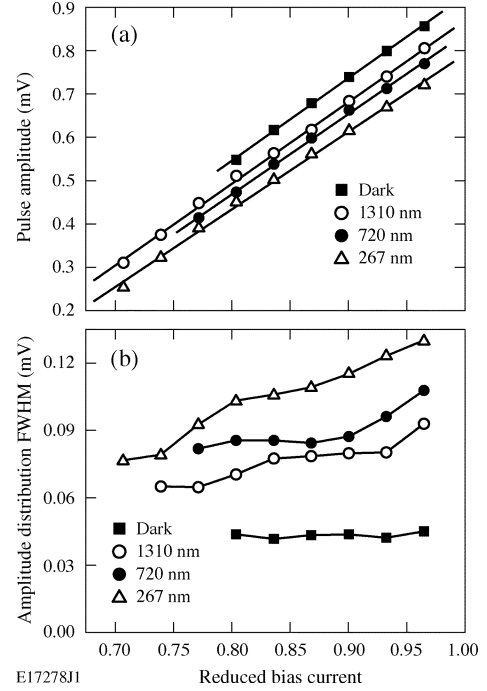 0.9
(a)
0.8
0.7
0.6
0.5
0.4
0.3
0.2
Pulse amplitude (mV)
Dark
1310 nm
720 nm
267 nm
(b)
0.12
0.09
0.06
0.03
0.00
Amplitude distribution FWHM (mV)
Dark
1310 nm
720 nm
267 nm
0.70 0.75 0.80 0.85 0.90 0.95 1.00
Reduced bias current
E17278J1